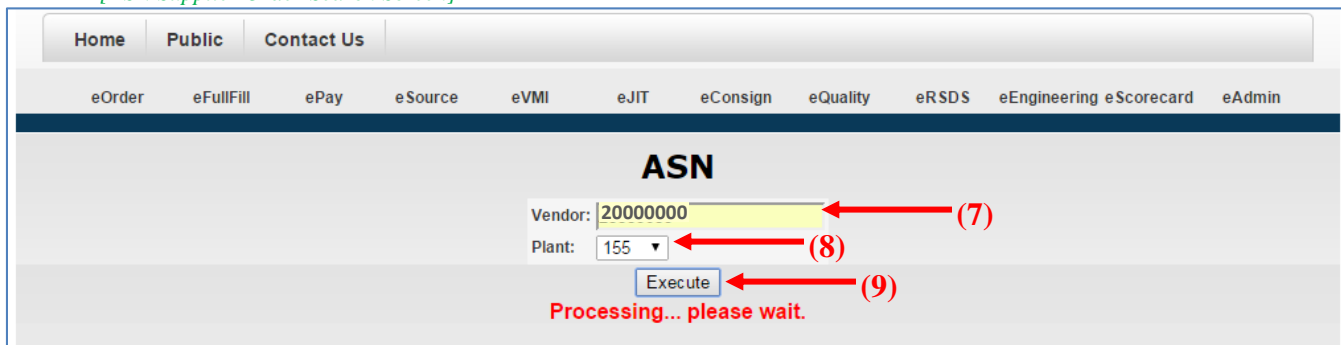 Home Public Contact Us
eOrder eFullFill ePay eSource eVMI eJIT eConsign eQuality eRSDS eEngineering eScorecard eAdmin
ASN
Vendor: 20000000 (7)
Plant: 155 (8)
Execute (9)
Processing... please wait.